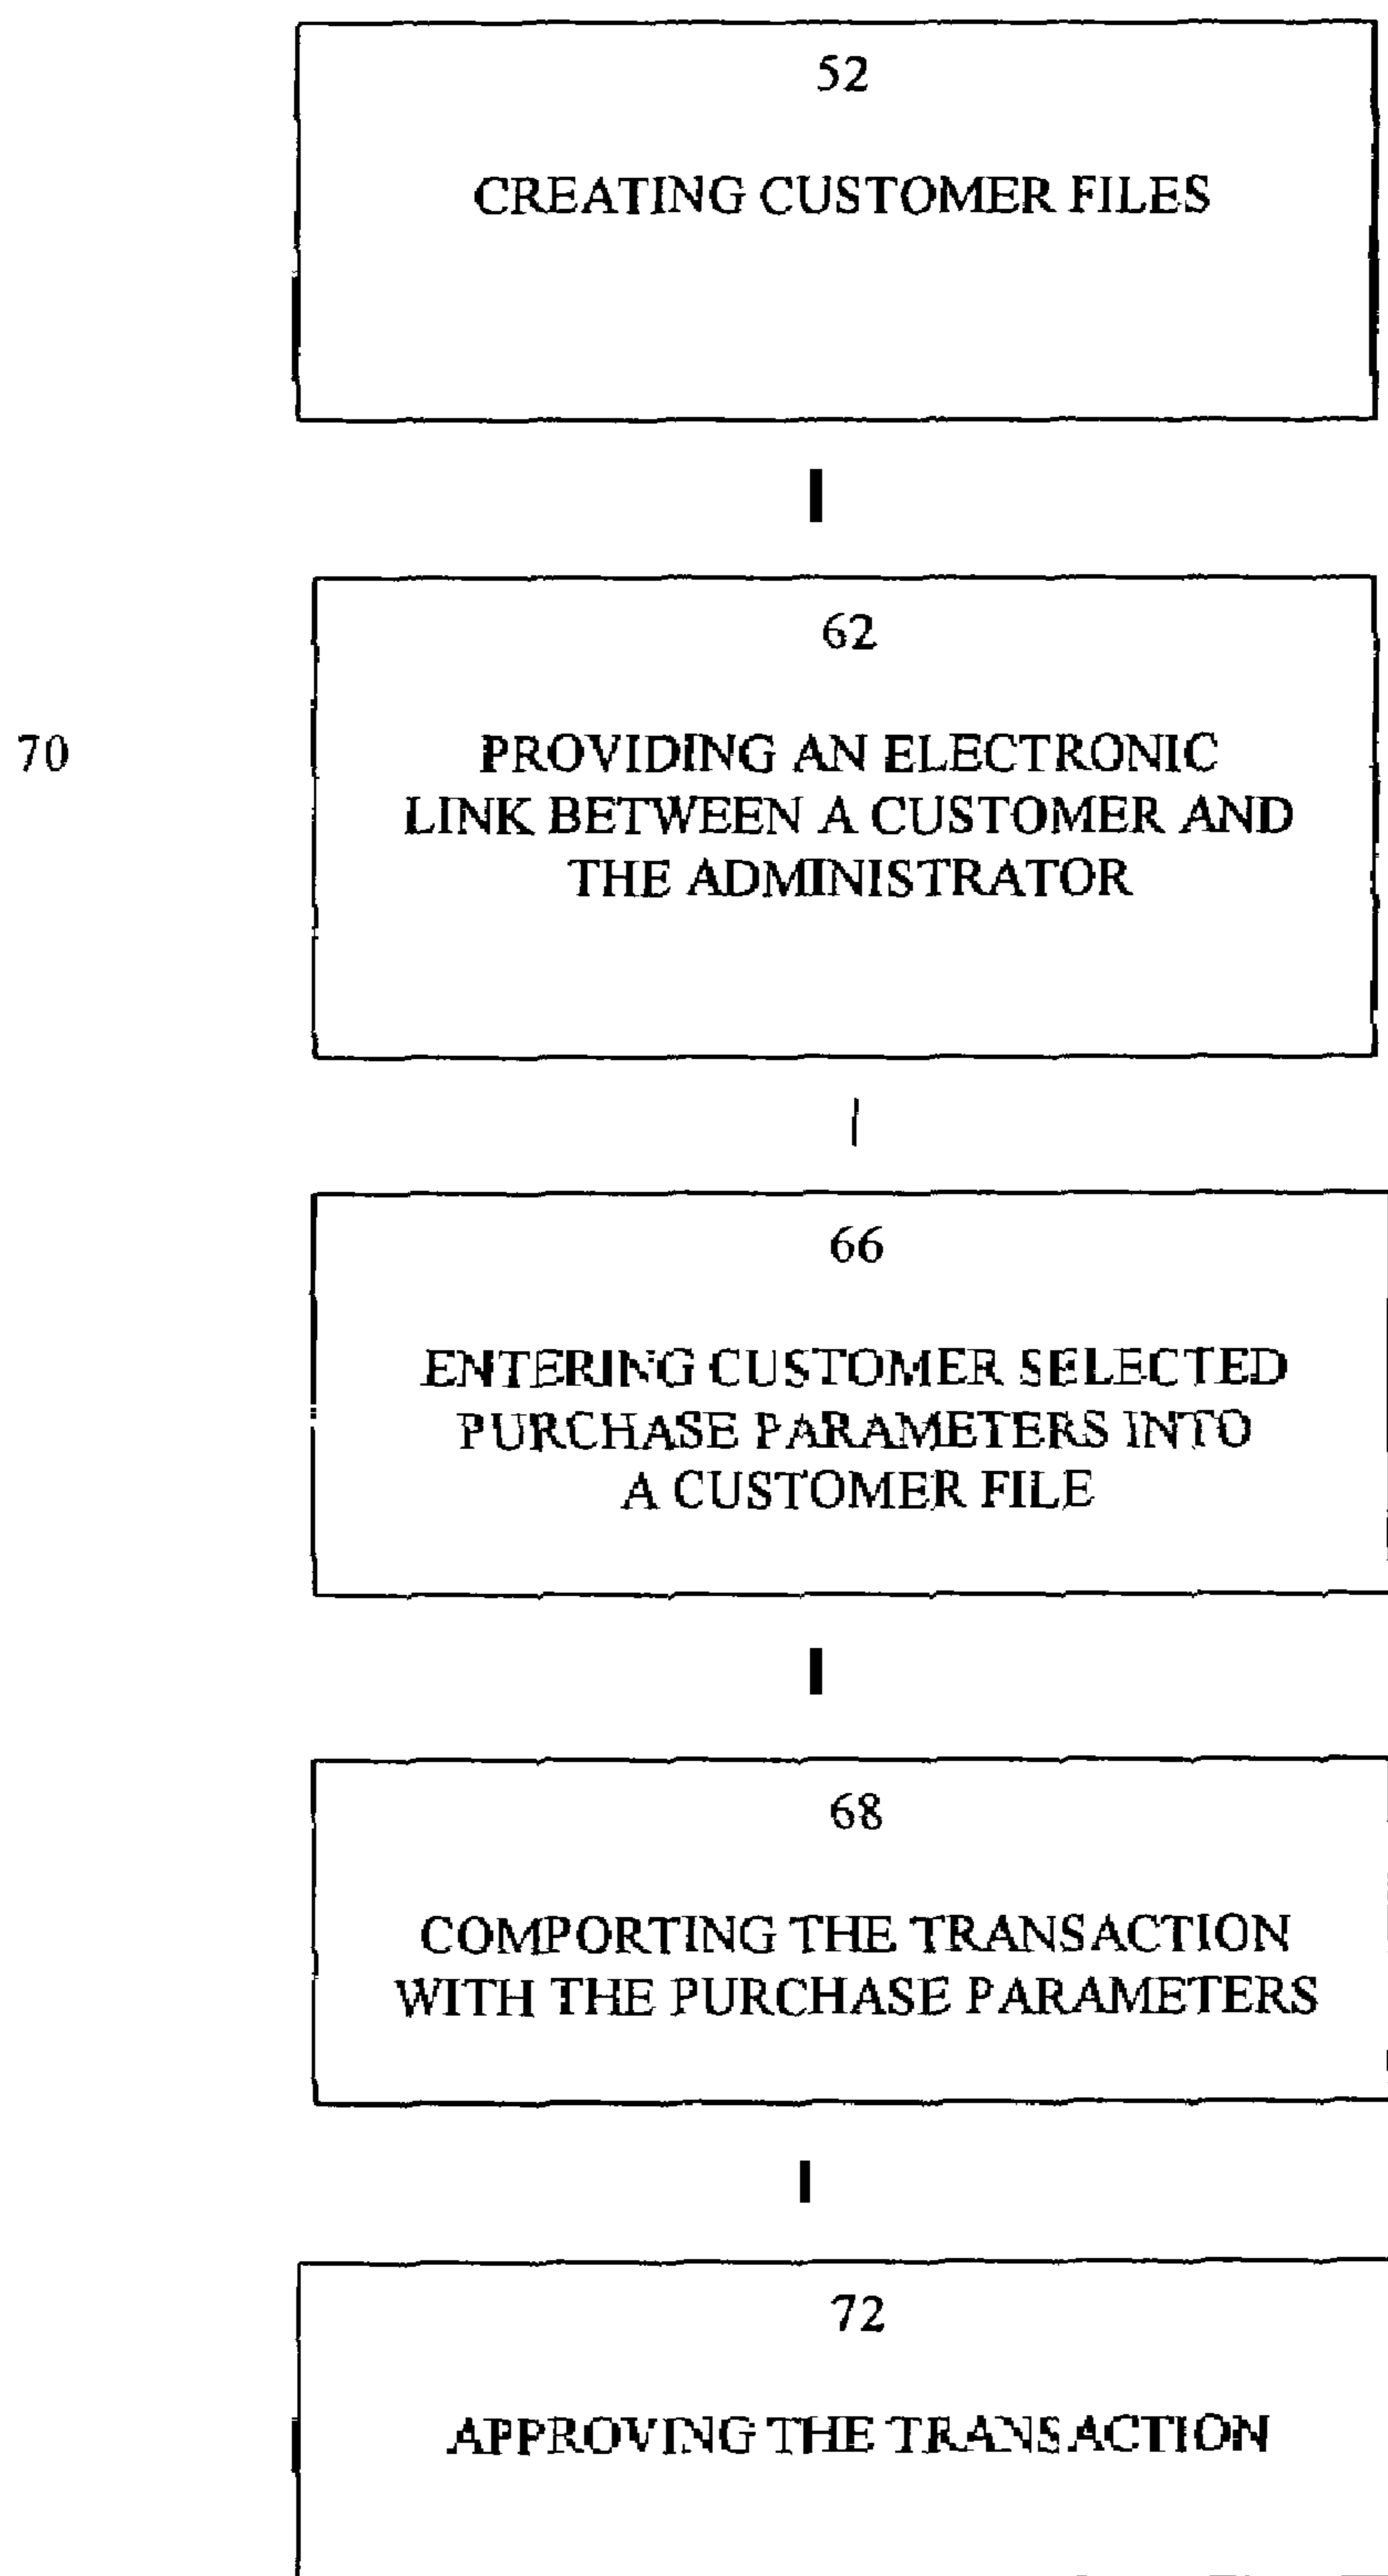 52
CREATING CUSTOMER FILES
62
70
PROVIDING AN ELECTRONIC
LINK BETWEEN A CUSTOMER AND
THE ADMINISTRATOR
66
ENTERING CUSTOMER SELECTED
PURCHASE PARAMETERS INTO
A CUSTOMER FILE
68
COMPORTING THE TRANSACTION
WITH THE PURCHASE PARAMETERS
72
APPROVING THE TRANSACTION